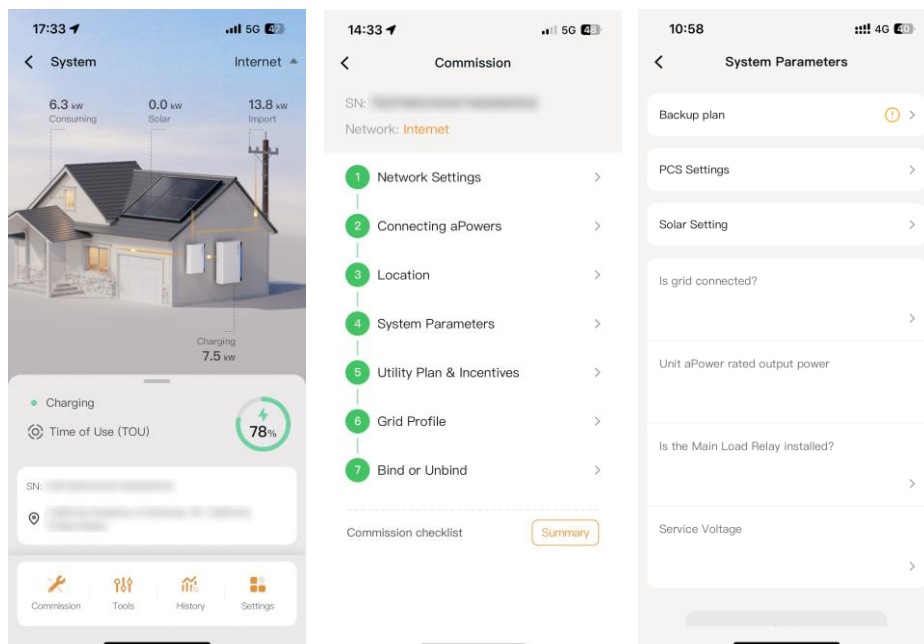 17:33
5G 47
System
Internet
6.3 kW
Consuming
0.0 kW
Solar
13.8 kW
Import
Charging
7.5 kW
Charging
Time of Use (TOU)
78%
SN:
Commission
Tools
History
Settings
14:33
5G 48
Commission
SN:
Network: Internet
1 Network Settings
2 Connecting aPowers
3 Location
4 System Parameters
5 Utility Plan & Incentives
6 Grid Profile
7 Bind or Unbind
Commission checklist
Summary
10:58
4G 40
System Parameters
Backup plan
PCS Settings
Solar Setting
Is grid connected?
Unit aPower rated output power
Is the Main Load Relay installed?
Service Voltage